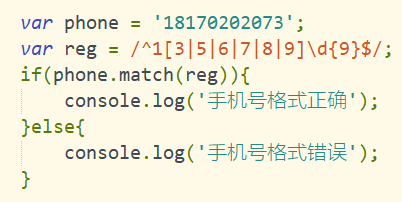 var phone = '18170202073';
var reg = /^1[3|5|6|7|8|9]\d{9}$/;
if(phone.match(reg)){
    console.log('手机号格式正确');
}else{
    console.log('手机号格式错误');
}